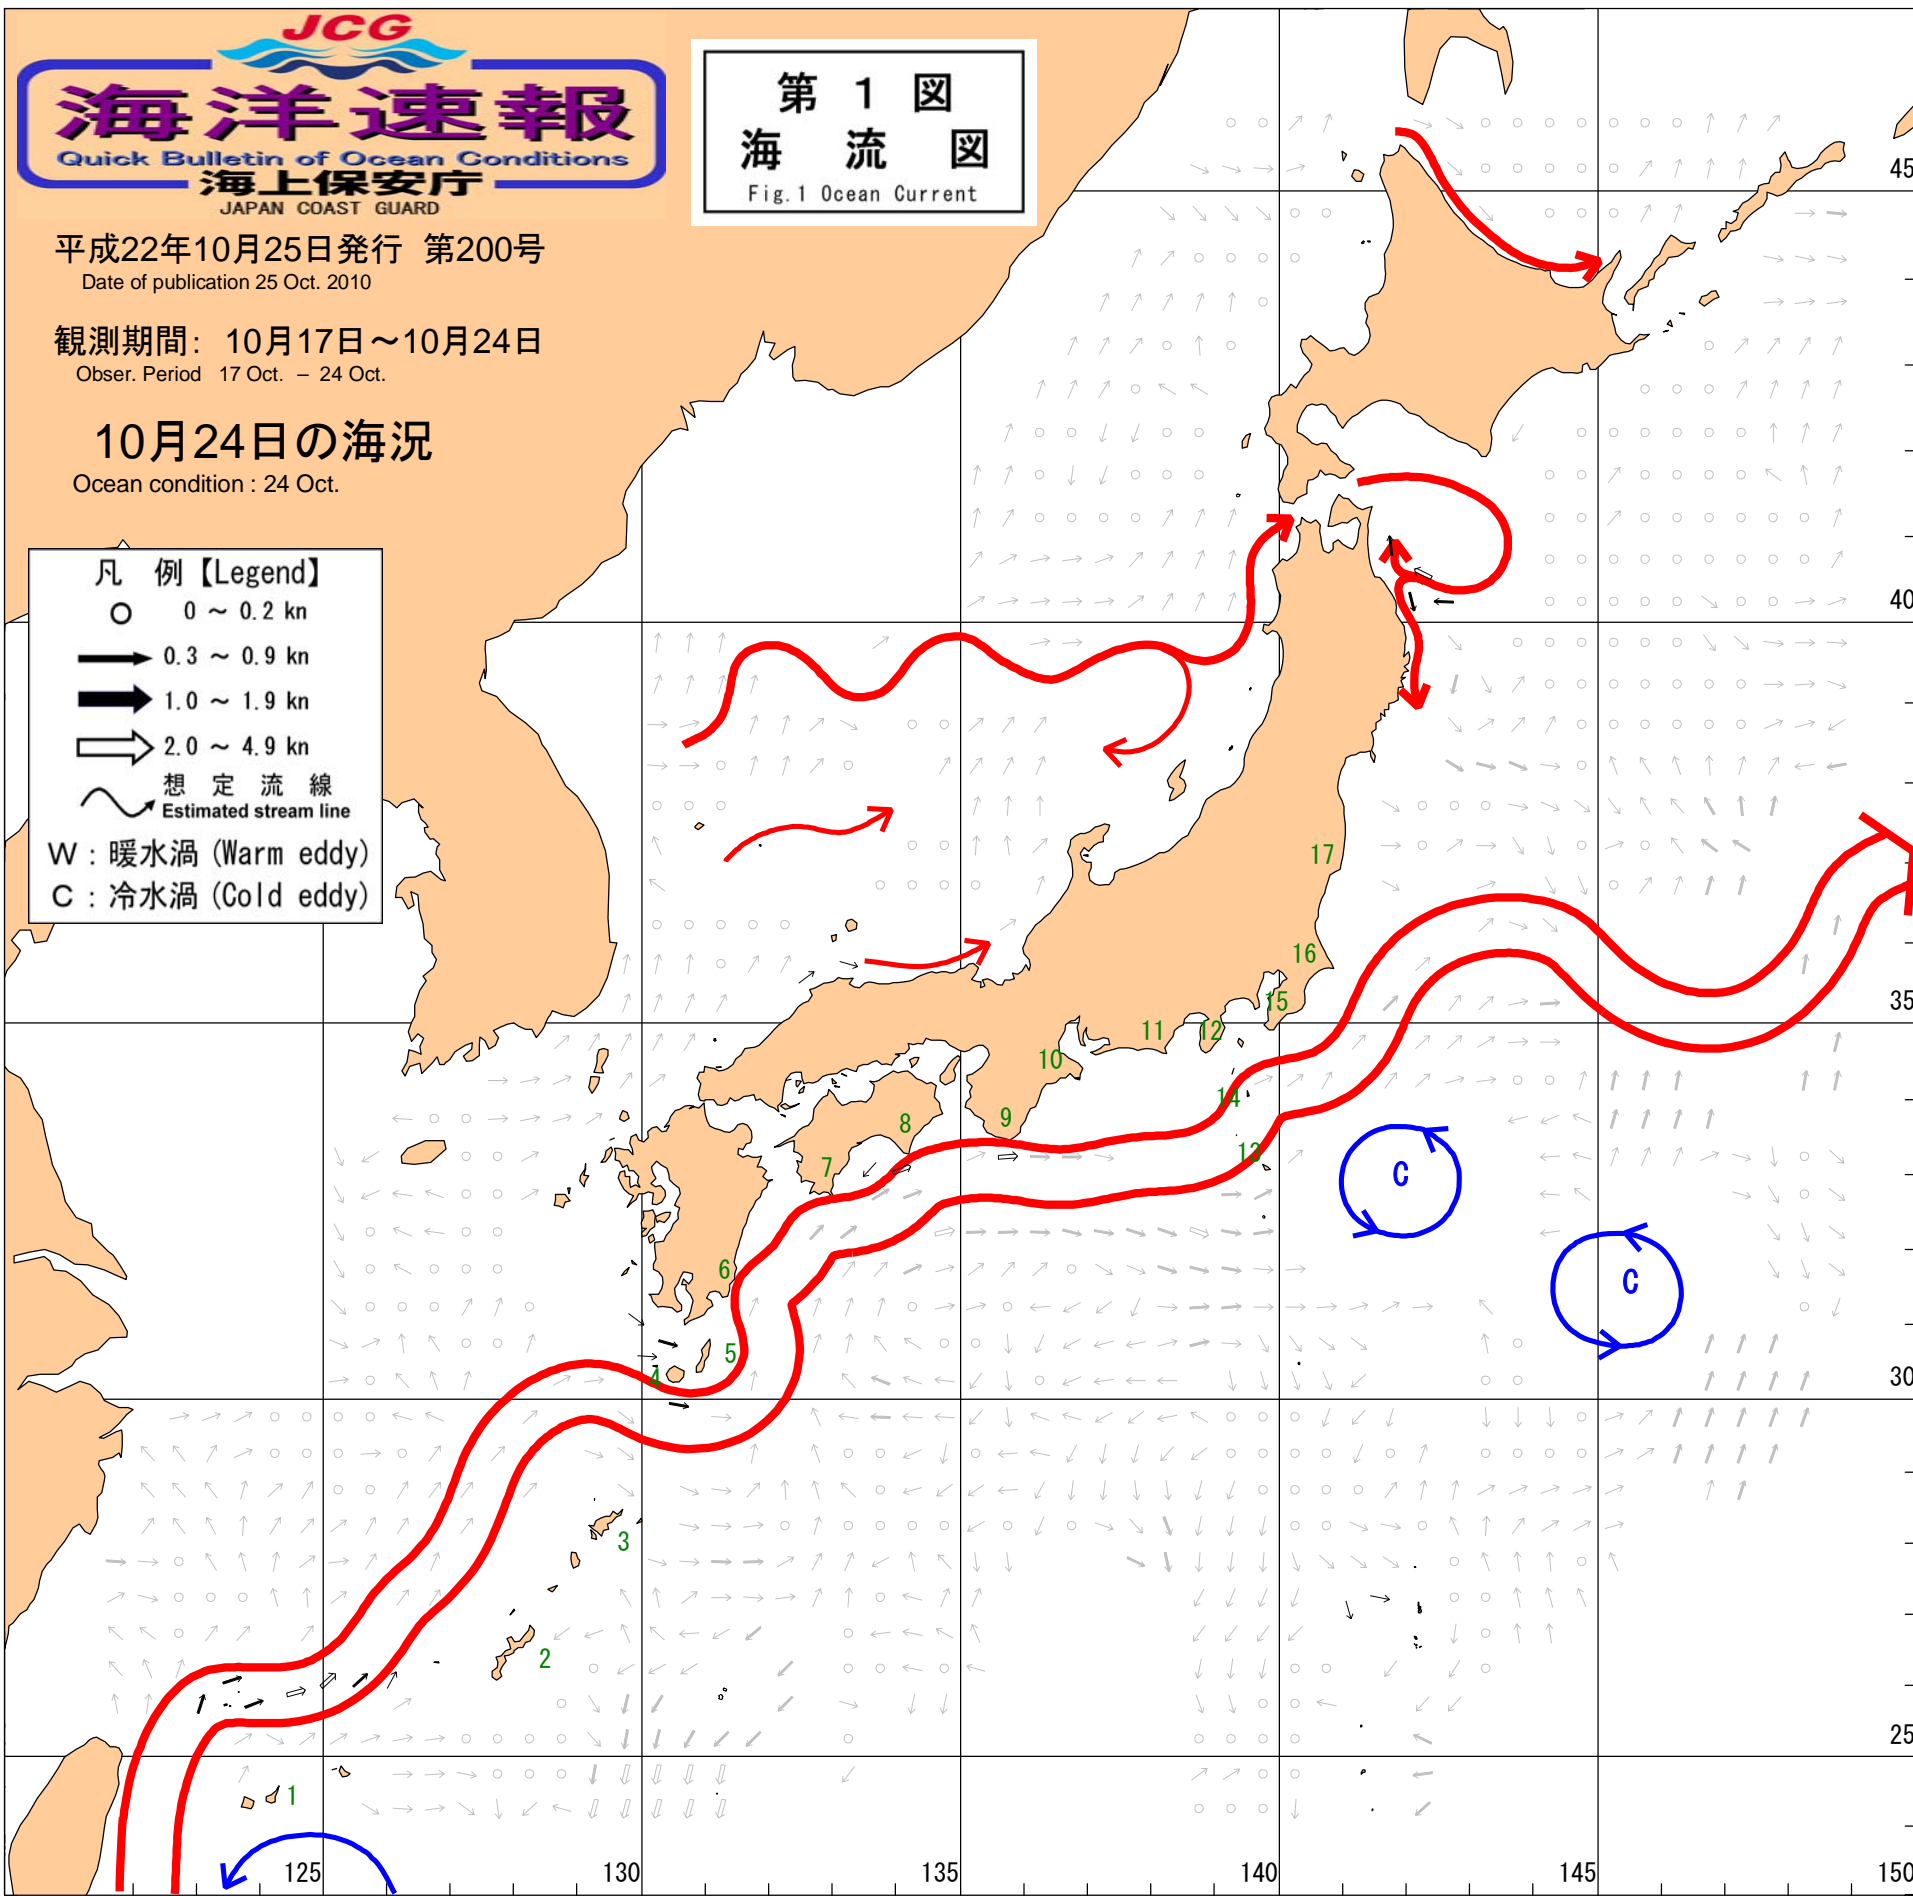 JCG
海洋速報
Quick Bulletin of Ocean Conditions
海上保安庁
JAPAN COAST GUARD
第 1 図
海 流 図
Fig.1 Ocean Current
平成22年10月25日発行 第200号
Date of publication 25 Oct. 2010
観測期間: 10月17日～10月24日
Obser. Period 17 Oct. – 24 Oct.
10月24日の海況
Ocean condition : 24 Oct.
凡 例【Legend】
0 ～ 0.2 kn
0.3 ～ 0.9 kn
1.0 ～ 1.9 kn
2.0 ～ 4.9 kn
想 定 流 線
Estimated stream line
W : 暖水渦 (Warm eddy)
C : 冷水渦 (Cold eddy)
45
40
17
16
35
15
11
12
10
14
9
8
13
7
C
6
C
5
4
30
3
2
25
1
125
130
135
140
145
150